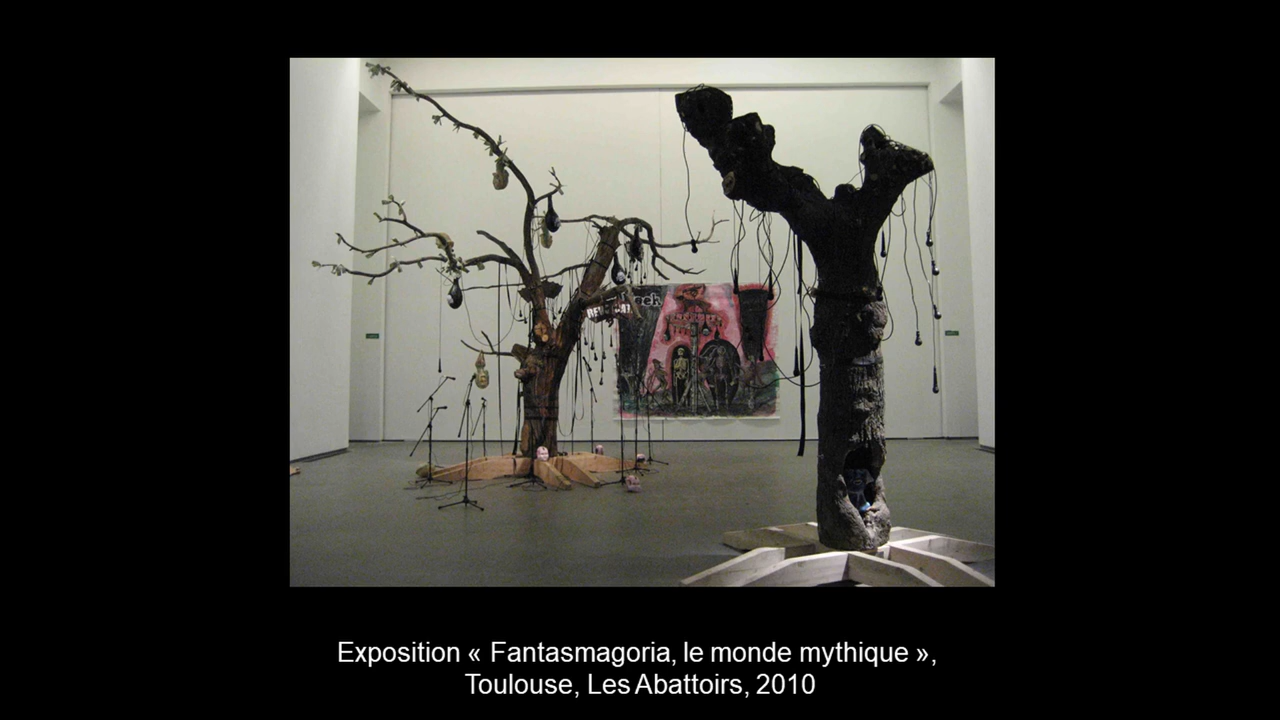 Exposition « Fantasmagoria, le monde mythique »,
Toulouse, Les Abattoirs, 2010